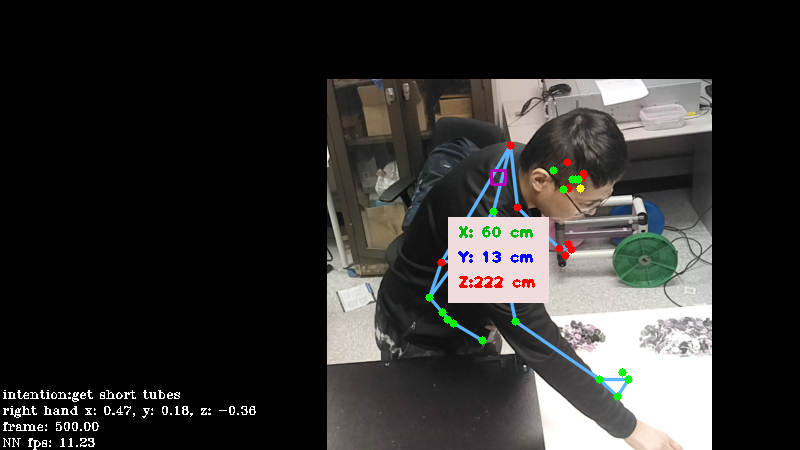 X: 60 cm
Y: 13 cm
Z:222 cm
intention:get short tubes
right hand x: 0.47, y: 0.18, z: -0.36
frame: 500.00
NN fps: 11.23